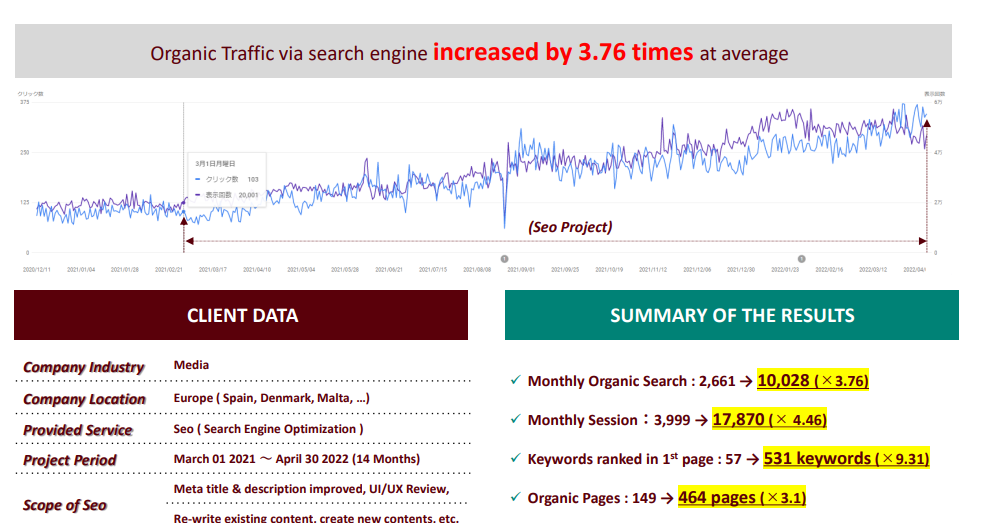 Organic Traffic via search engine increased by 3.76 times at average
クリック数 表示回数
375 6万
3月1日月曜日
250 4万
クリック数 163
表示回数 20,001
125 2万
(Seo Project)
0 0
2020/12/11 2021/01/04 2021/01/28 2021/02/21 2021/03/17 2021/04/10 2021/05/04 2021/05/28 2021/06/21 2021/07/15 2021/08/08 2021/09/01 2021/09/25 2021/10/19 2021/11/12 2021/12/06 2021/12/30 2022/01/23 2022/02/16 2022/03/12 2022/04/
CLIENT DATA
Company Industry Media
Company Location Europe ( Spain, Denmark, Malta, …)
Provided Service Seo ( Search Engine Optimization )
Project Period March 01 2021 ～ April 30 2022 (14 Months)
Scope of Seo Meta title & description improved, UI/UX Review,
Re-write existing content, create new contents, etc.
SUMMARY OF THE RESULTS
✓ Monthly Organic Search : 2,661 → 10,028 (×3.76)
✓ Monthly Session：3,999 → 17,870 (× 4.46)
✓ Keywords ranked in 1st page : 57 → 531 keywords (×9.31)
✓ Organic Pages : 149 → 464 pages (×3.1)